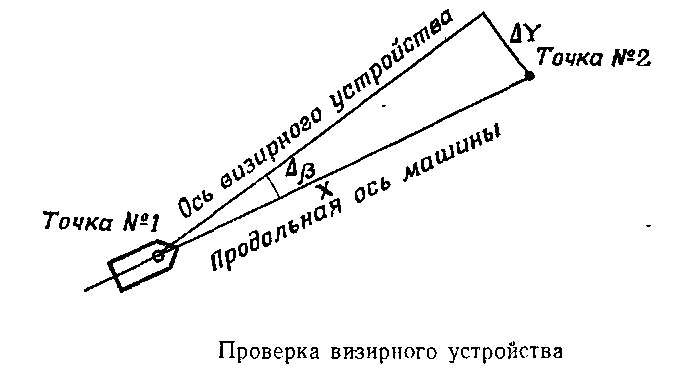 Ось визирного устройства
ΔY
Точка №2
Δβ
X
Продольная ось машины
Точка №1
Проверка визирного устройства